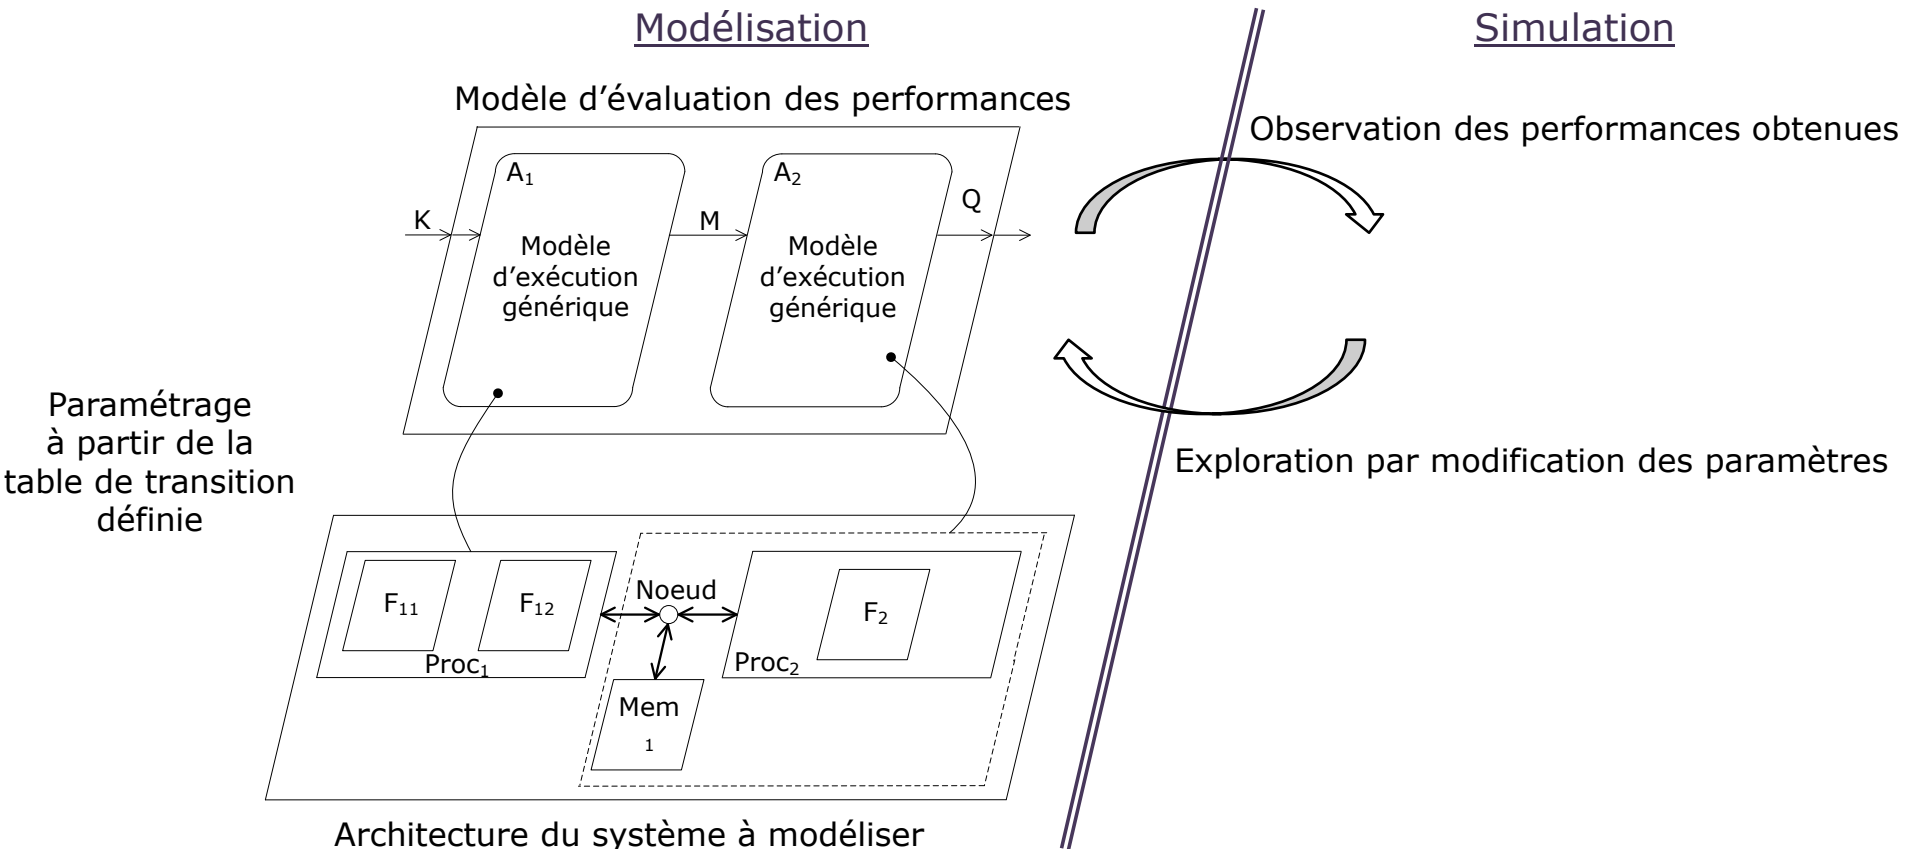 Modélisation
Simulation
Modèle d'évaluation des performances
Observation des performances obtenues
A1
A2
K
M
Q
Modèle
d'exécution
générique
Modèle
d'exécution
générique
Paramétrage
à partir de la
table de transition
définie
Exploration par modification des paramètres
F11
F12
Noeud
F2
Proc1
Proc2
Mem
1
Architecture du système à modéliser